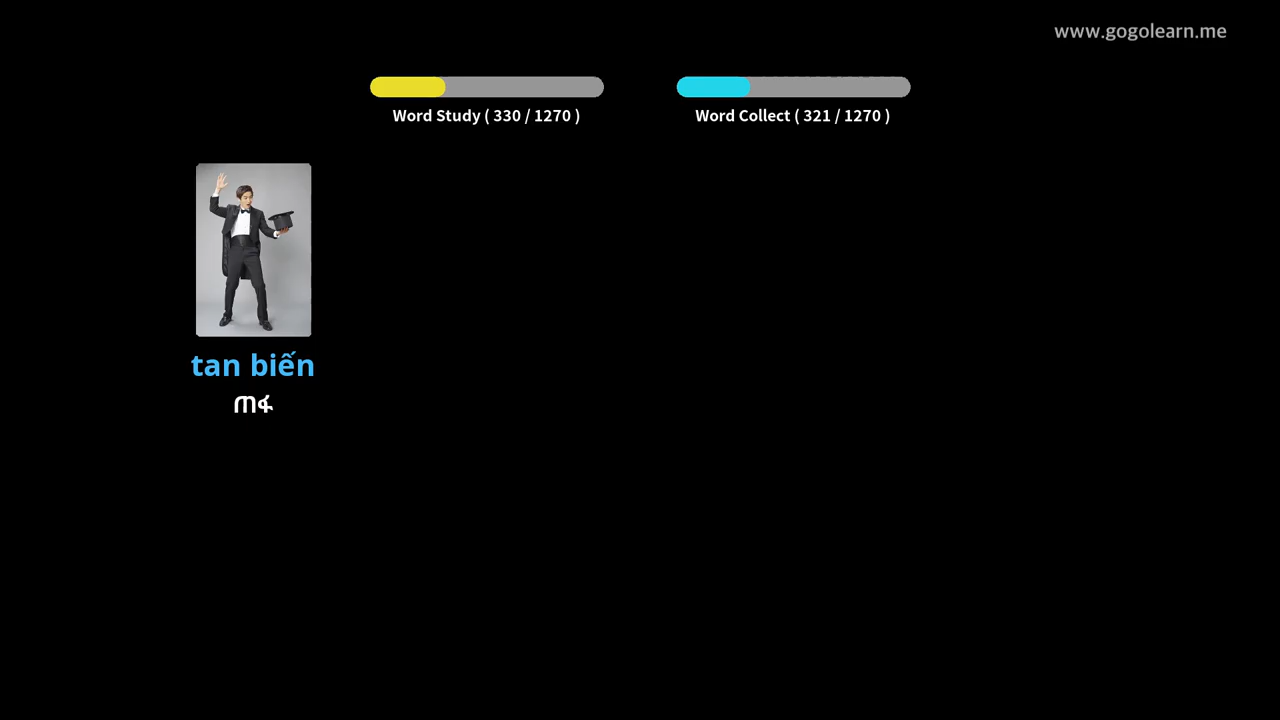 www.gogolearn.me
Word Study ( 330 / 1270 )
Word Collect ( 321 / 1270 )
tan biến
ጠፋ